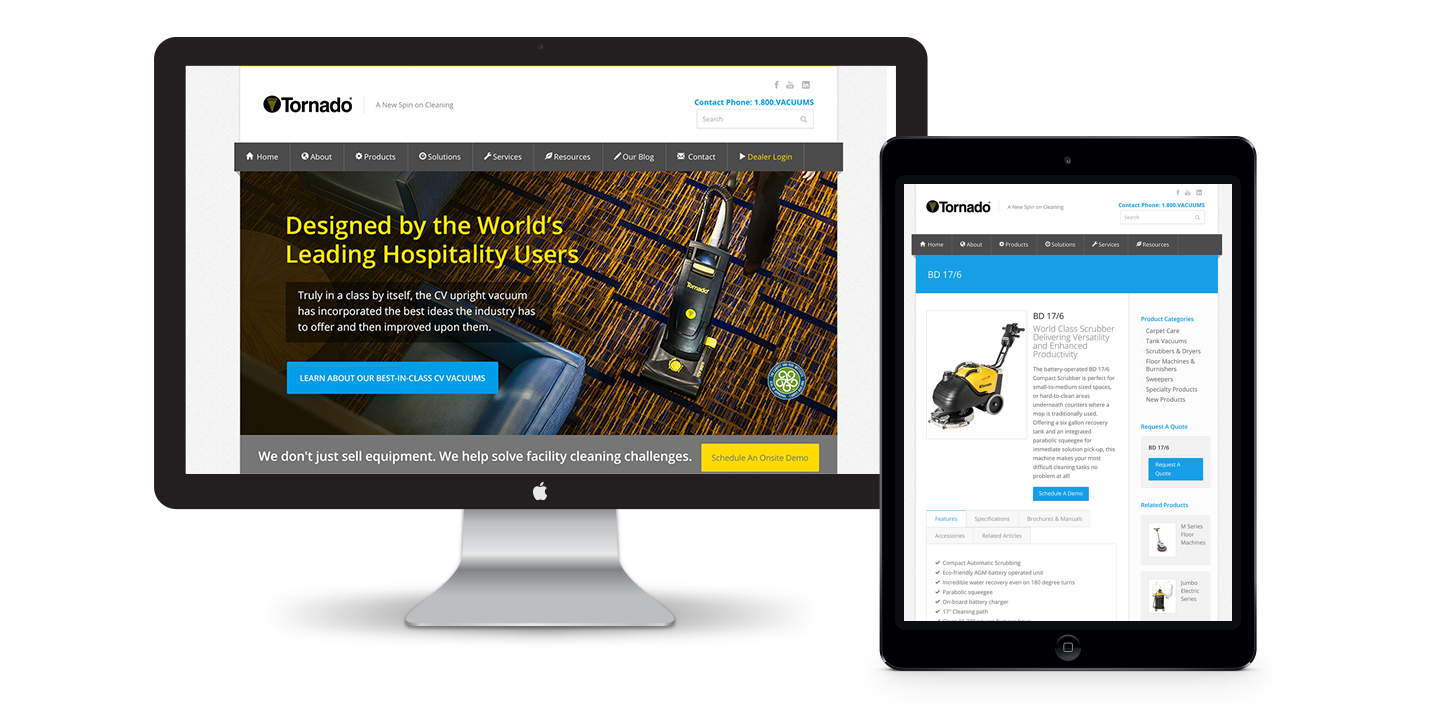 Tornado
A New Spin on Cleaning
Contact Phone: 1.800.VACUUMS
Search
Home
About
Products
Solutions
Services
Resources
Our Blog
Contact
Dealer Login
Designed by the World's
Leading Hospitality Users
Truly in a class by itself, the CV upright vacuum
has incorporated the best ideas the industry has
to offer and then improved upon them.
LEARN ABOUT OUR BEST-IN-CLASS CV VACUUMS
Tornado
We don't just sell equipment. We help solve facility cleaning challenges.
Schedule An Onsite Demo
Tornado
A New Spin on Cleaning
Contact Phone: 1.800.VACUUMS
Search
Home
About
Products
Solutions
Services
Resources
BD 17/6
BD 17/6
World Class Scrubber
Delivering Versatility
and Enhanced
Productivity
The battery-operated BD 17/6
Compact Scrubber is perfect for
small-to-medium sized spaces,
or hard-to-clean areas
underneath counters where a
mop is traditionally used.
Offering a six gallon recovery
tank and an integrated
parabolic squeegee for
immediate solution pick-up, this
machine makes your most
difficult cleaning tasks no
problem at all!
Schedule A Demo
Features
Specifications
Brochures & Manuals
Accessories
Related Articles
Compact Automatic Scrubbing
Eco-friendly AGM battery operated unit
Incredible water recovery even on 180 degree turns
Parabolic squeegee
On-board battery charger
17" Cleaning path
Product Categories
Carpet Care
Tank Vacuums
Scrubbers & Dryers
Floor Machines &
Burnishers
Sweepers
Specialty Products
New Products
Request A Quote
BD 17/6
Request A
Quote
Related Products
M Series
Floor
Machines
Jumbo
Electric
Series